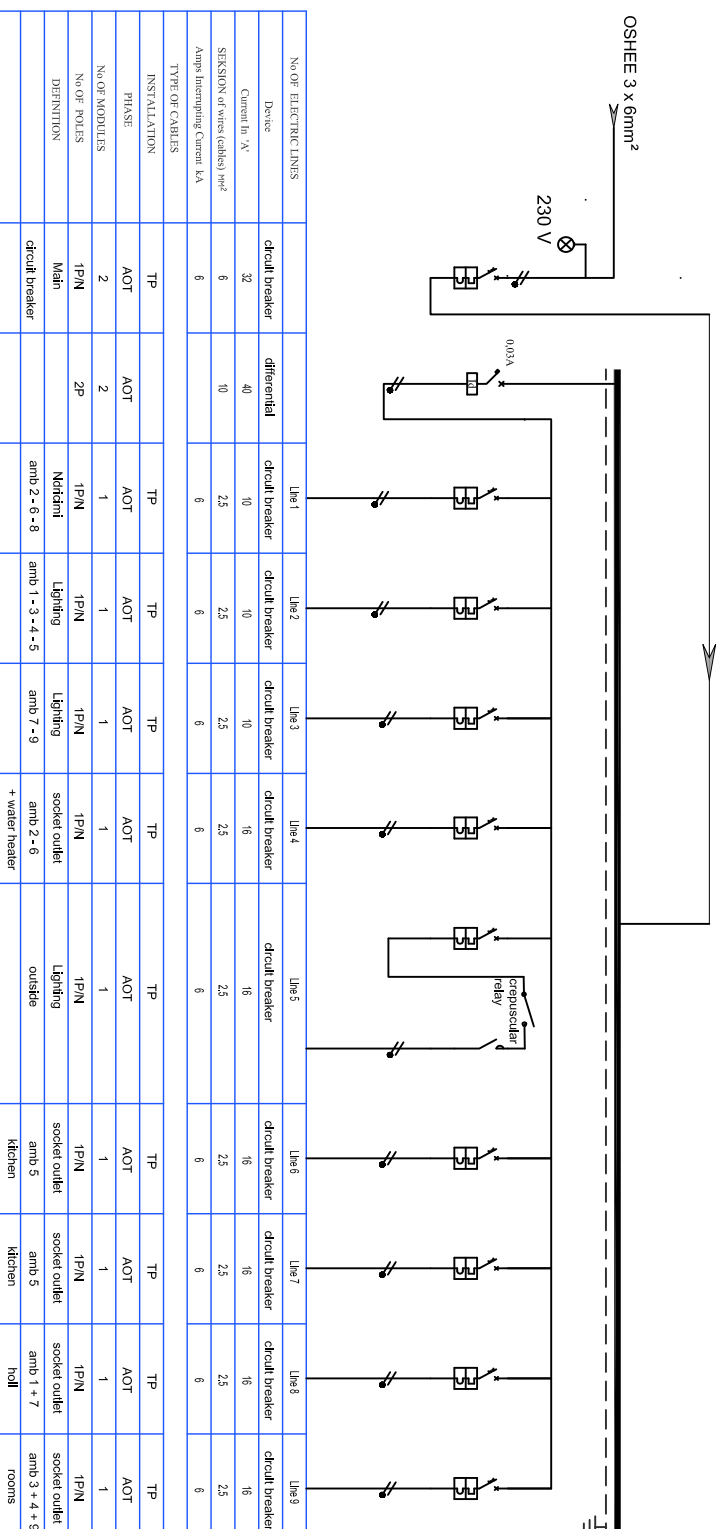 OSHEE 3 x 6mm²
230 V
0,03A
d
crepuscular
relay
No OF ELECTRIC LINES Line 1 Line 2 Line 3 Line 4 Line 5 Line 6 Line 7 Line 8 Line 9
Device circuit breaker differential circuit breaker circuit breaker circuit breaker circuit breaker circuit breaker circuit breaker circuit breaker circuit breaker circuit breaker
Current In "A" 32 40 10 10 10 16 16 16 16 16 16
SEKSION of wires (cables) MM² 6 10 2.5 2.5 2.5 2.5 2.5 2.5 2.5 2.5 2.5
Amps Interrupting Current kA 6 6 6 6 6 6 6 6 6 6
TYPE OF CABLES
INSTALLATION TP TP TP TP TP TP TP TP TP TP
PHASE AOT AOT AOT AOT AOT AOT AOT AOT AOT AOT AOT
No OF MODULES 2 2 1 1 1 1 1 1 1 1 1
No OF POLES 1P/N 2P 1P/N 1P/N 1P/N 1P/N 1P/N 1P/N 1P/N 1P/N 1P/N
DEFINITION Main Ndricimi Lighting Lighting socket outlet Lighting socket outlet socket outlet socket outlet socket outlet
circuit breaker amb 2 - 6 - 8 amb 1 - 3 - 4 - 5 amb 7 - 9 amb 2 - 6 outside amb 5 amb 5 amb 1 + 7 amb 3 + 4 + 9
+ water heater kitchen kitchen holl rooms